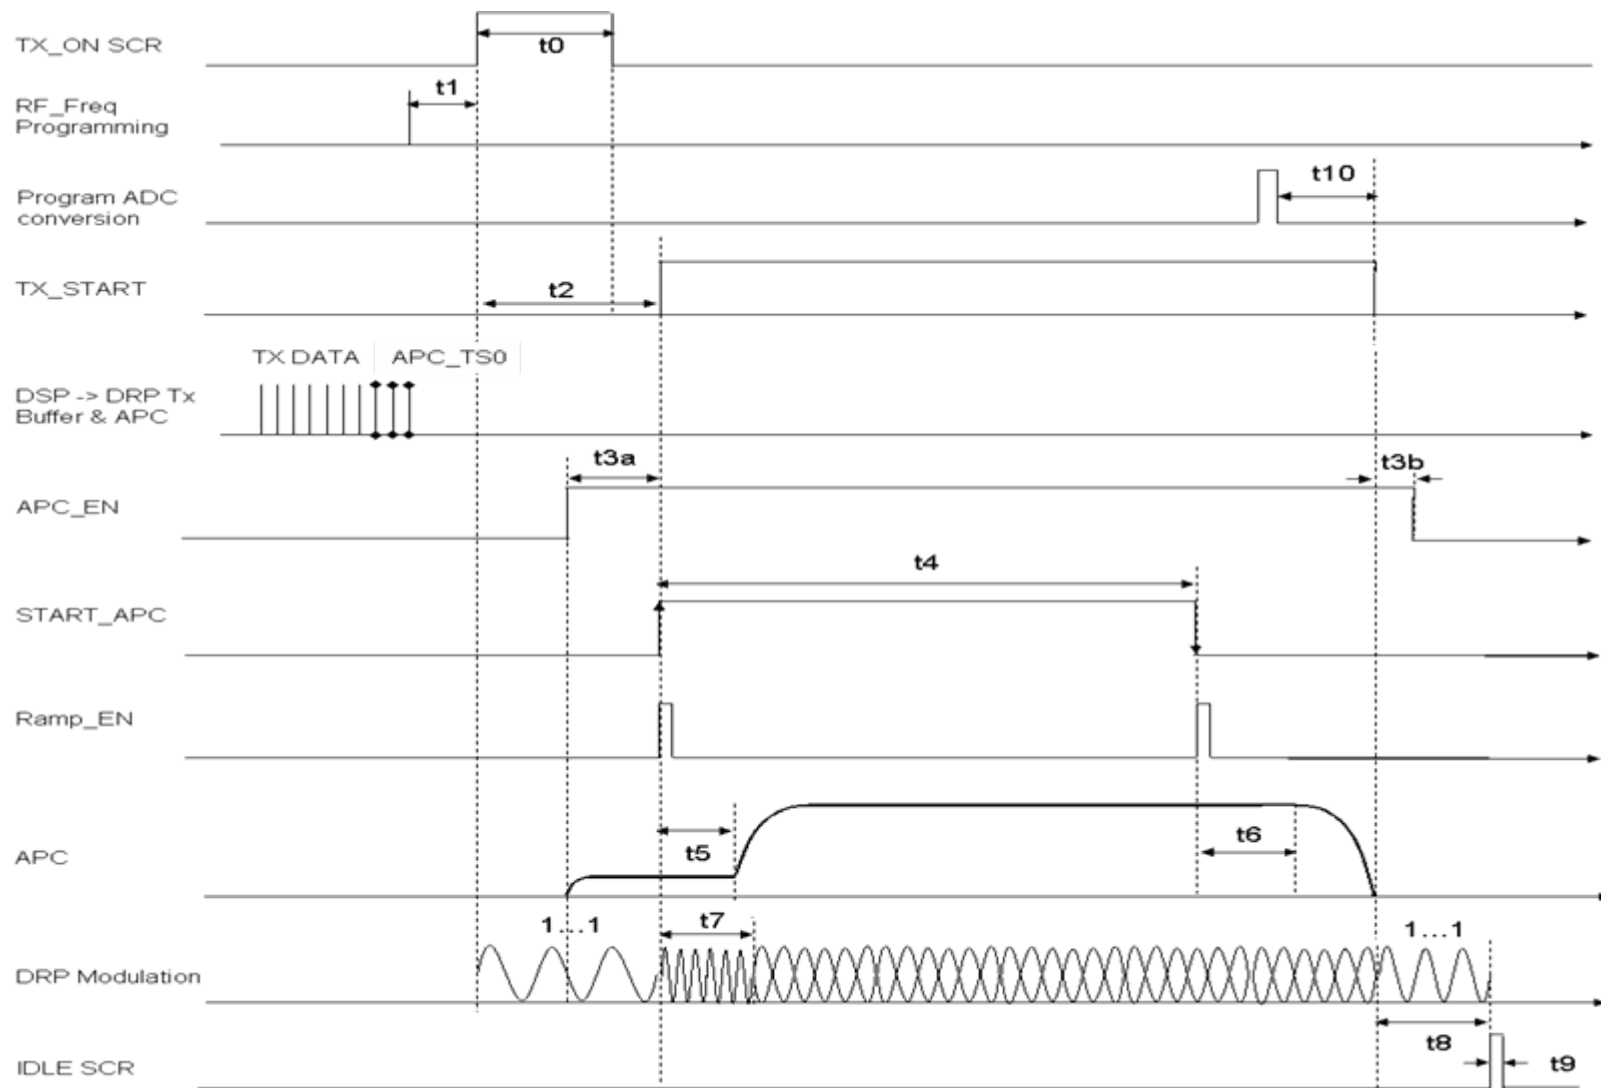 TX_ON SCR
t0
t1
RF_Freq
Programming
t10
Program ADC
conversion
TX_START
t2
TX DATA APC_TS0
DSP -> DRP Tx
Buffer & APC
t3a
t3b
APC_EN
t4
START_APC
Ramp_EN
t5
t6
APC
1...1
t7
1...1
DRP Modulation
t8
t9
IDLE SCR